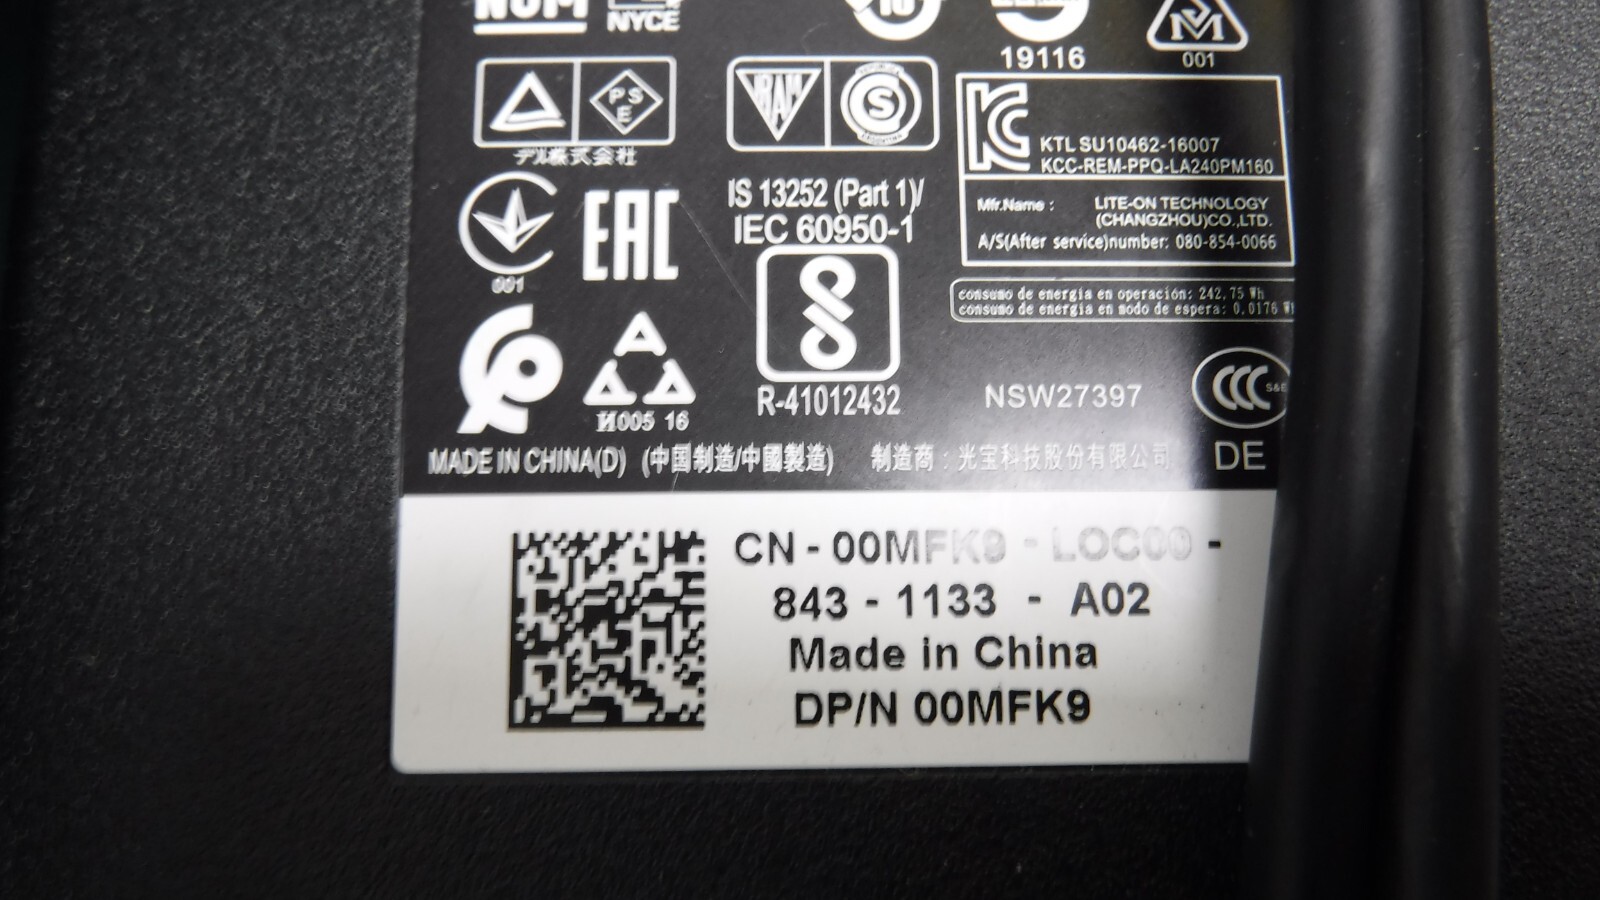 NOM
NYCE
19116
001
PSE
デル株式会社
IRAM
S
KTL SU10462-16007
KCC-REM-PPQ-LA240PM160
Mfr.Name : LITE-ON TECHNOLOGY
(CHANGZHOU)CO.,LTD.
A/S(After service)number: 080-854-0066
IS 13252 (Part 1)/
IEC 60950-1
001
EAC
consumo de energía en operación: 242.75 Wh
consumo de energía en modo de espera: 0.0176 W
R-41012432
И005 16
NSW27397
CCC S&E
MADE IN CHINA(D) (中国制造/中國製造) 制造商：光宝科技股份有限公司
DE
CN - 00MFK9 - LOC00 -
843 - 1133 - A02
Made in China
DP/N 00MFK9